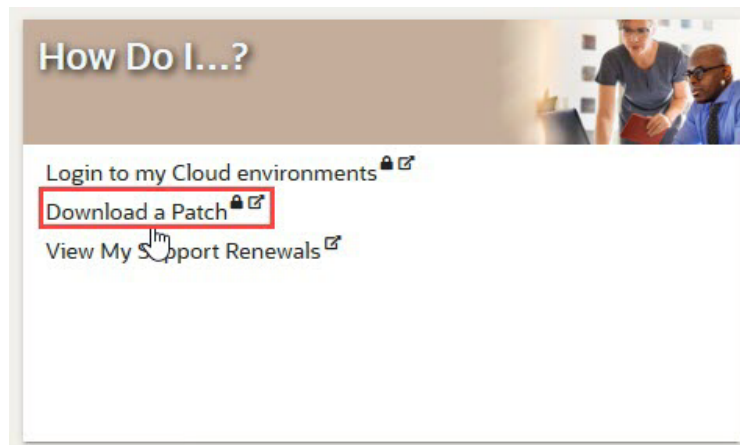 How Do I...?
Login to my Cloud environments
Download a Patch
View My Support Renewals